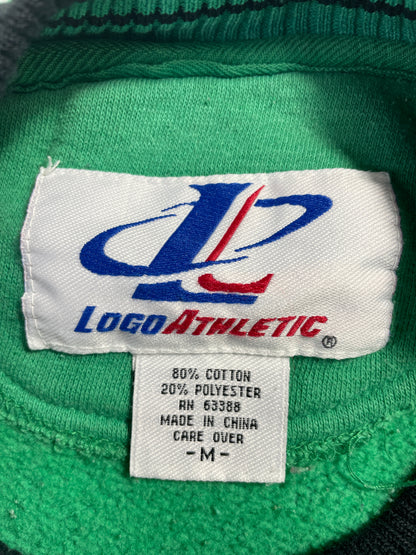 LOGO ATHLETIC ®
80% COTTON
20% POLYESTER
RN 63388
MADE IN CHINA
CARE OVER
-M-